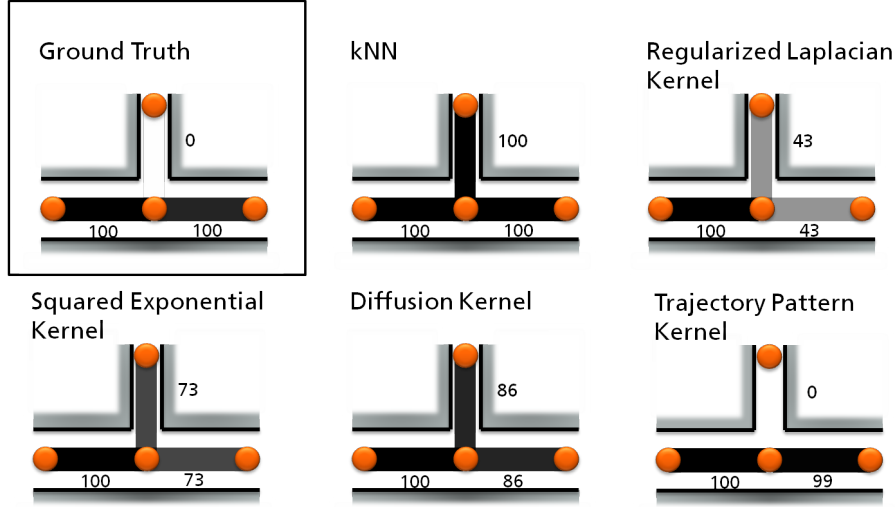 Ground Truth
0
100 100
kNN
100
100 100
Regularized Laplacian
Kernel
43
100 43
Squared Exponential
Kernel
73
100 73
Diffusion Kernel
86
100 86
Trajectory Pattern
Kernel
0
100 99